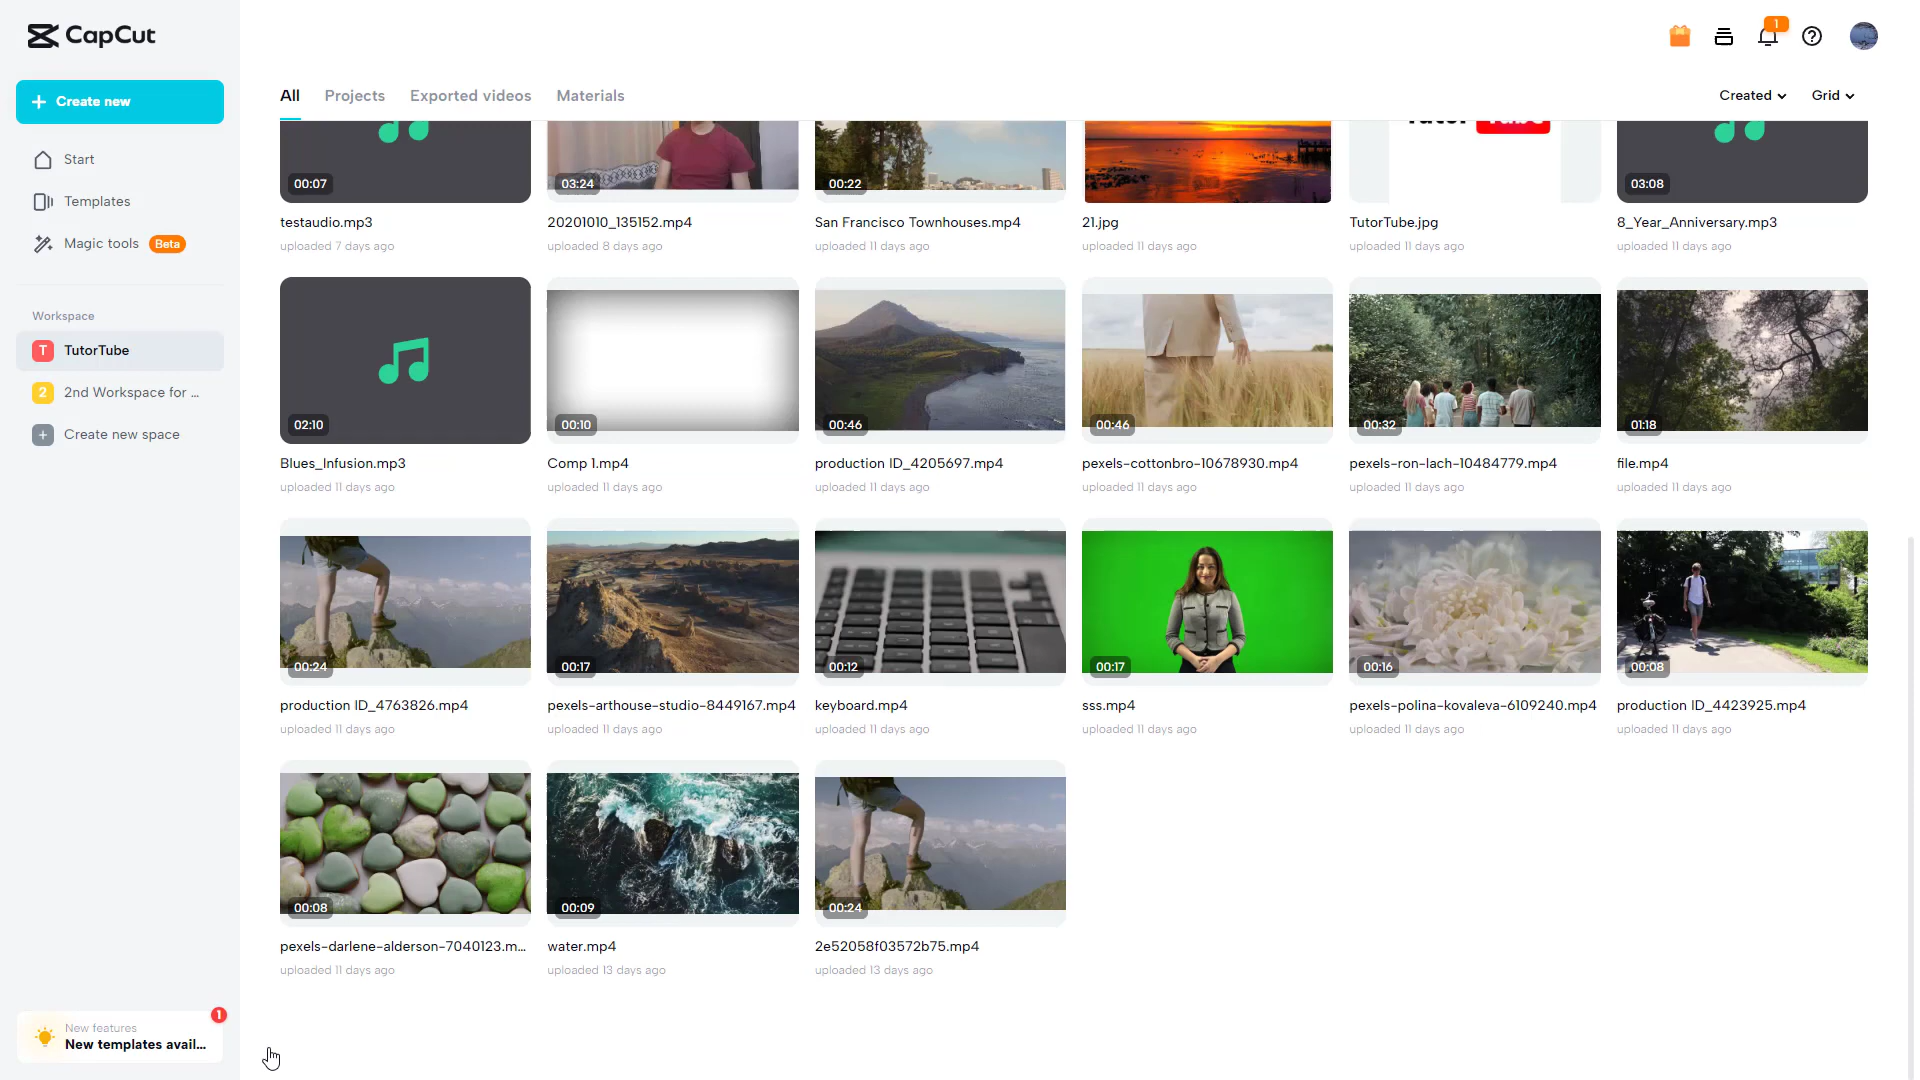 CapCut
1
Create new
All Projects Exported videos Materials
Created Grid
Start
Templates
Magic tools Beta
Workspace
T TutorTube
2 2nd Workspace for ...
+ Create new space
00:07 03:24 00:22 03:08
testaudio.mp3 20201010_135152.mp4 San Francisco Townhouses.mp4 21.jpg TutorTube.jpg 8_Year_Anniversary.mp3
uploaded 7 days ago uploaded 8 days ago uploaded 11 days ago uploaded 11 days ago uploaded 11 days ago uploaded 11 days ago
02:10 00:10 00:46 00:46 00:32 01:18
Blues_Infusion.mp3 Comp 1.mp4 production ID_4205697.mp4 pexels-cottonbro-10678930.mp4 pexels-ron-lach-10484779.mp4 file.mp4
uploaded 11 days ago uploaded 11 days ago uploaded 11 days ago uploaded 11 days ago uploaded 11 days ago uploaded 11 days ago
00:24 00:17 00:12 00:17 00:16 00:08
production ID_4763826.mp4 pexels-arthouse-studio-8449167.mp4 keyboard.mp4 sss.mp4 pexels-polina-kovaleva-6109240.mp4 production ID_4423925.mp4
uploaded 11 days ago uploaded 11 days ago uploaded 11 days ago uploaded 11 days ago uploaded 11 days ago uploaded 11 days ago
00:08 00:09 00:24
pexels-darlene-alderson-7040123.m... water.mp4 2e52058f03572b75.mp4
uploaded 11 days ago uploaded 13 days ago uploaded 13 days ago
1
New features
New templates avail...